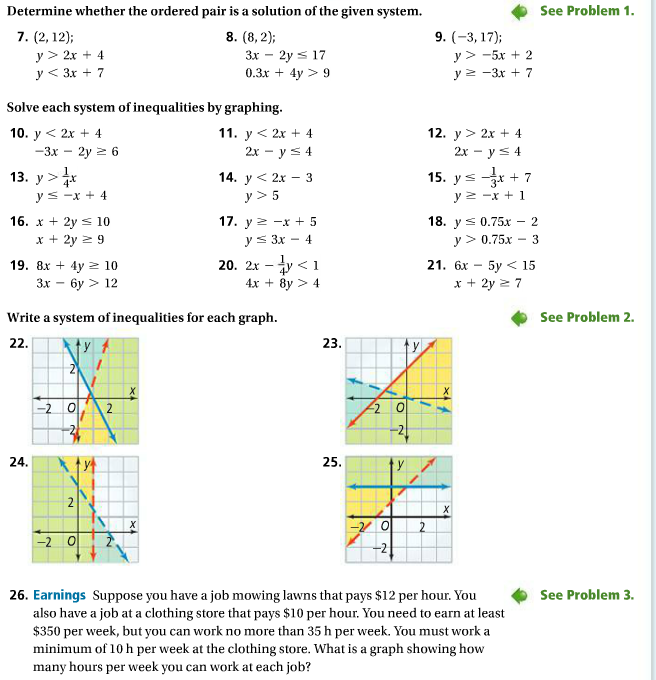 Determine whether the ordered pair is a solution of the given system. See Problem 1.
7. (2, 12); 8. (8, 2); 9. (−3, 17);
y > 2x + 4 3x − 2y ≤ 17 y > −5x + 2
y < 3x + 7 0.3x + 4y > 9 y ≥ −3x + 7
Solve each system of inequalities by graphing.
10. y < 2x + 4 11. y < 2x + 4 12. y > 2x + 4
−3x − 2y ≥ 6 2x − y ≤ 4 2x − y ≤ 4
13. y > 1/4x 14. y < 2x − 3 15. y ≤ −1/3x + 7
y ≤ −x + 4 y > 5 y ≥ −x + 1
16. x + 2y ≤ 10 17. y ≥ −x + 5 18. y ≤ 0.75x − 2
x + 2y ≥ 9 y ≤ 3x − 4 y > 0.75x − 3
19. 8x + 4y ≥ 10 20. 2x − 1/4y < 1 21. 6x − 5y < 15
3x − 6y > 12 4x + 8y > 4 x + 2y ≥ 7
Write a system of inequalities for each graph. See Problem 2.
22. y 23. y
2
x x
−2 O 2 −2 O
−2 −2
24. y 25. y
2
x x
−2 O 2 −2 O 2
−2
26. Earnings Suppose you have a job mowing lawns that pays $12 per hour. You See Problem 3.
also have a job at a clothing store that pays $10 per hour. You need to earn at least
$350 per week, but you can work no more than 35 h per week. You must work a
minimum of 10 h per week at the clothing store. What is a graph showing how
many hours per week you can work at each job?